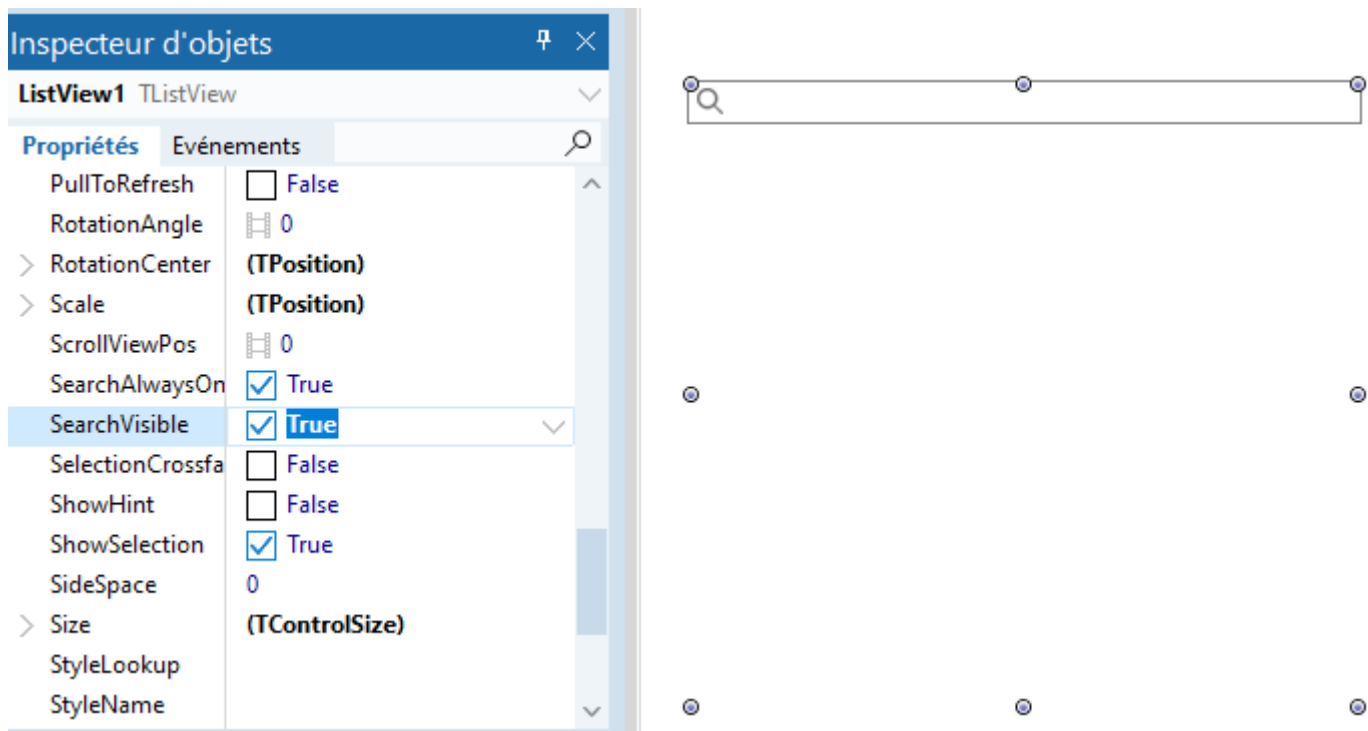 Inspecteur d'objets
ListView1 TListView
Propriétés Evénements
PullToRefresh False
RotationAngle 0
RotationCenter (TPosition)
Scale (TPosition)
ScrollViewPos 0
SearchAlwaysOn True
SearchVisible True
SelectionCrossfa False
ShowHint False
ShowSelection True
SideSpace 0
Size (TControlSize)
StyleLookup
StyleName